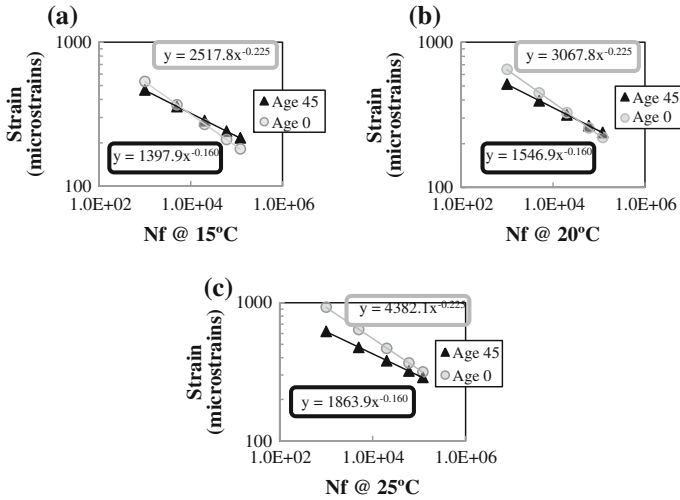 (a)
1000
y = 2517.8x^-0.225
Strain
(microstrains)
Age 45
Age 0
y = 1397.9x^-0.160
100
1.0E+02
1.0E+04
1.0E+06
Nf @ 15ºC
(b)
1000
y = 3067.8x^-0.225
Strain
(microstrains)
Age 45
Age 0
y = 1546.9x^-0.160
100
1.0E+02
1.0E+04
1.0E+06
Nf @ 20ºC
(c)
1000
y = 4382.1x^-0.225
Strain
(microstrains)
Age 45
Age 0
y = 1863.9x^-0.160
100
1.0E+02
1.0E+04
1.0E+06
Nf @ 25ºC